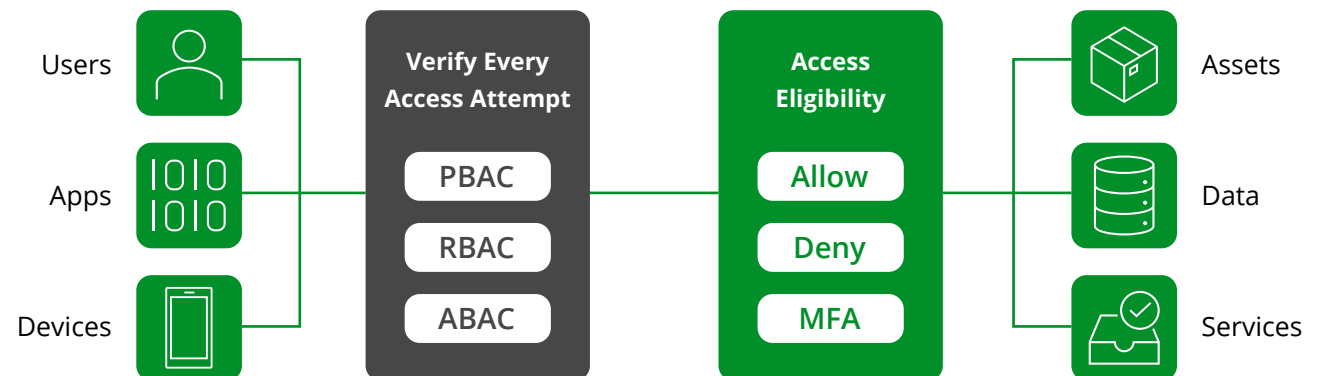 Users
Apps
Devices
Verify Every
Access Attempt
PBAC
RBAC
ABAC
Access
Eligibility
Allow
Deny
MFA
Assets
Data
Services